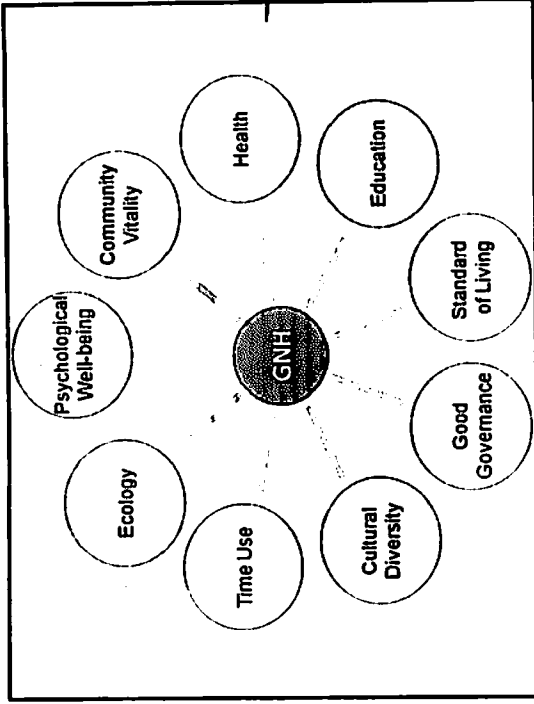 Psychological
Well-being
Community
Vitality
Health
Education
Standard
of Living
Good
Governance
Cultural
Diversity
Time Use
Ecology
GNH